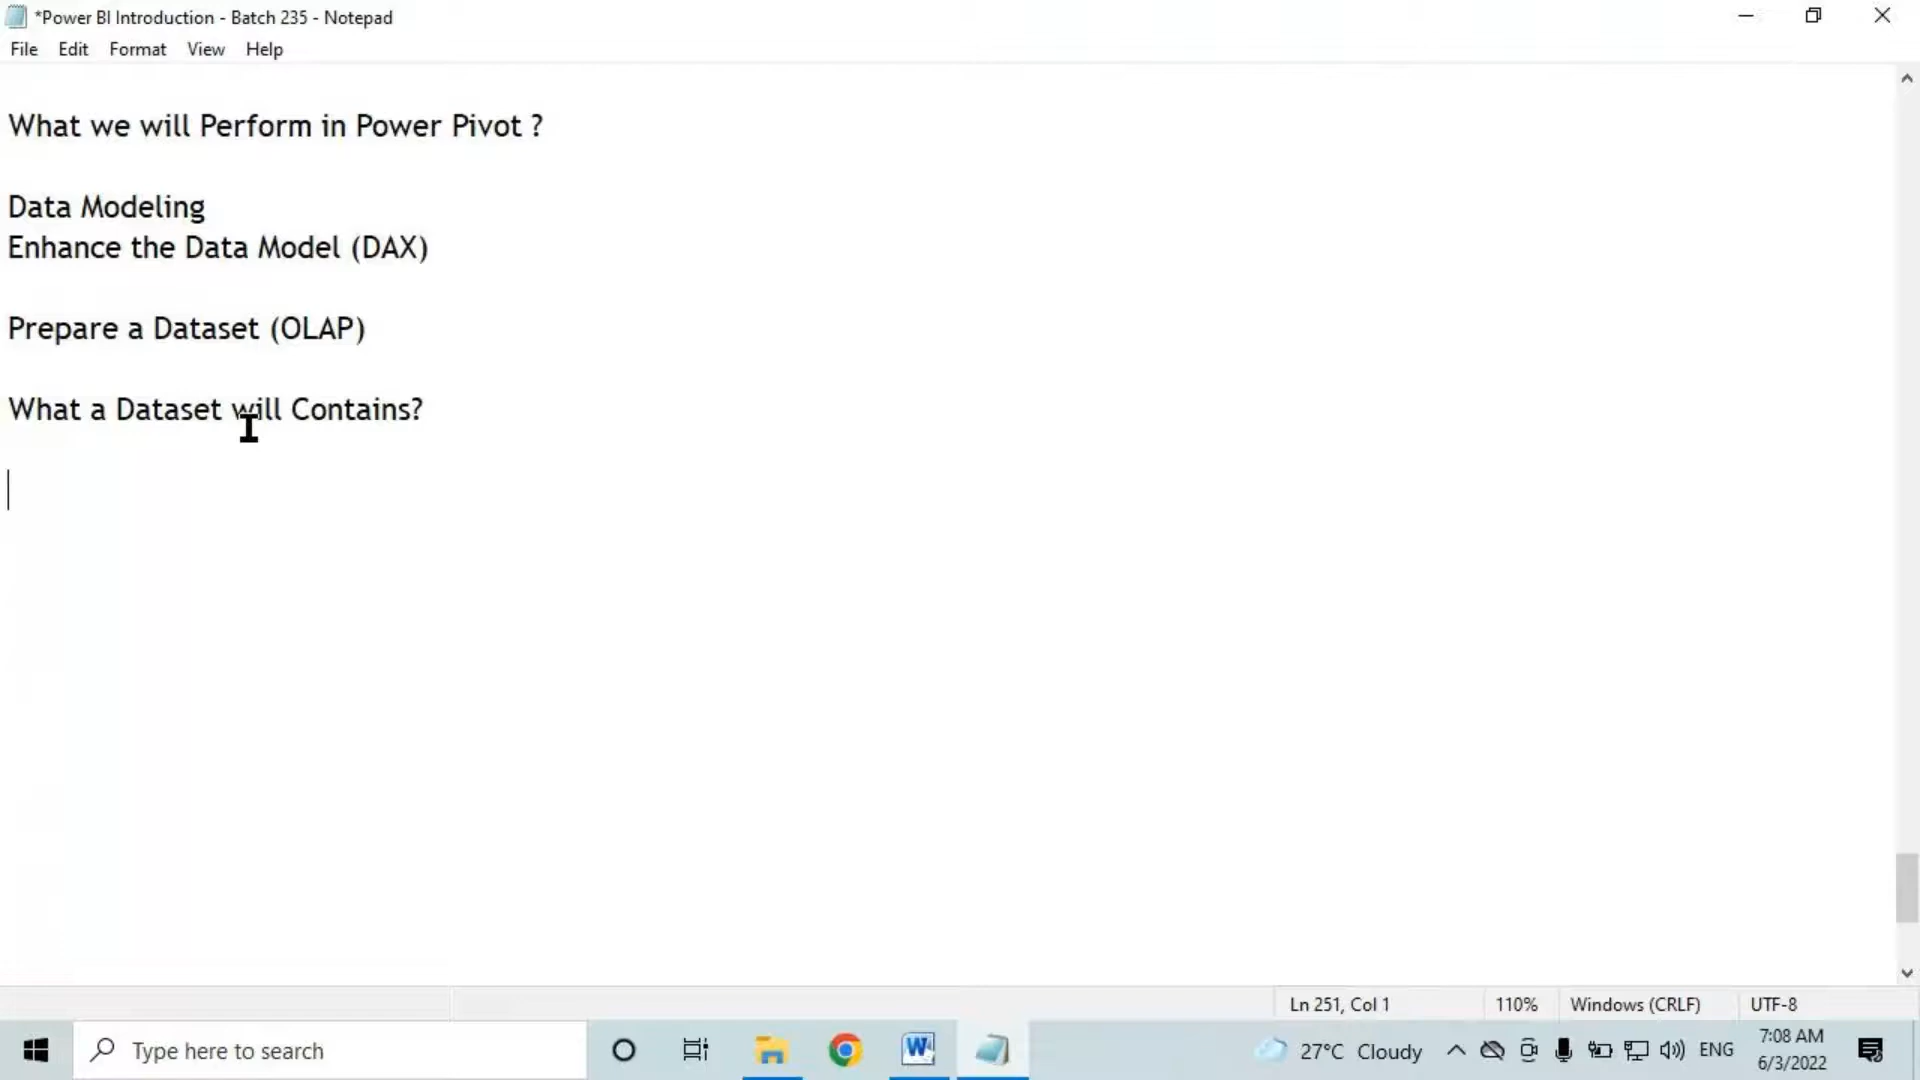 *Power BI Introduction - Batch 235 - Notepad
File Edit Format View Help
What we will Perform in Power Pivot ?
Data Modeling
Enhance the Data Model (DAX)
Prepare a Dataset (OLAP)
What a Dataset will Contains?
Ln 251, Col 1 110% Windows (CRLF) UTF-8
Type here to search
27°C Cloudy
ENG
7:08 AM
6/3/2022